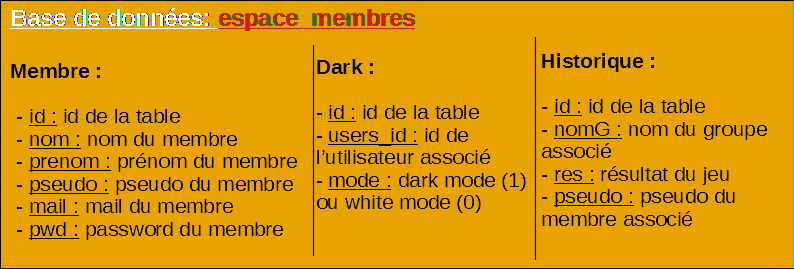 Base de données: espace membres
Membre :
- id : id de la table
- nom : nom du membre
- prenom : prénom du membre
- pseudo : pseudo du membre
- mail : mail du membre
- pwd : password du membre
Dark :
- id : id de la table
- users_id : id de
l'utilisateur associé
- mode : dark mode (1)
ou white mode (0)
Historique :
- id : id de la table
- nomG : nom du groupe
associé
- res : résultat du jeu
- pseudo : pseudo du
membre associé